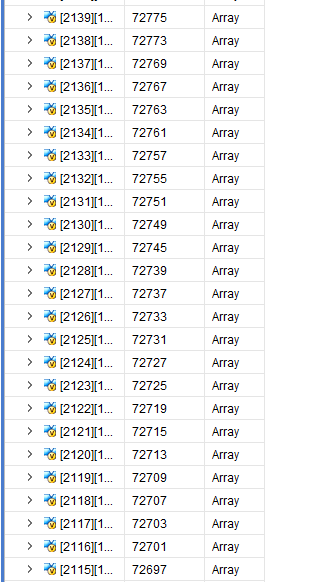 [2139][1... 72775 Array
[2138][1... 72773 Array
[2137][1... 72769 Array
[2136][1... 72767 Array
[2135][1... 72763 Array
[2134][1... 72761 Array
[2133][1... 72757 Array
[2132][1... 72755 Array
[2131][1... 72751 Array
[2130][1... 72749 Array
[2129][1... 72745 Array
[2128][1... 72739 Array
[2127][1... 72737 Array
[2126][1... 72733 Array
[2125][1... 72731 Array
[2124][1... 72727 Array
[2123][1... 72725 Array
[2122][1... 72719 Array
[2121][1... 72715 Array
[2120][1... 72713 Array
[2119][1... 72709 Array
[2118][1... 72707 Array
[2117][1... 72703 Array
[2116][1... 72701 Array
[2115][1... 72697 Array